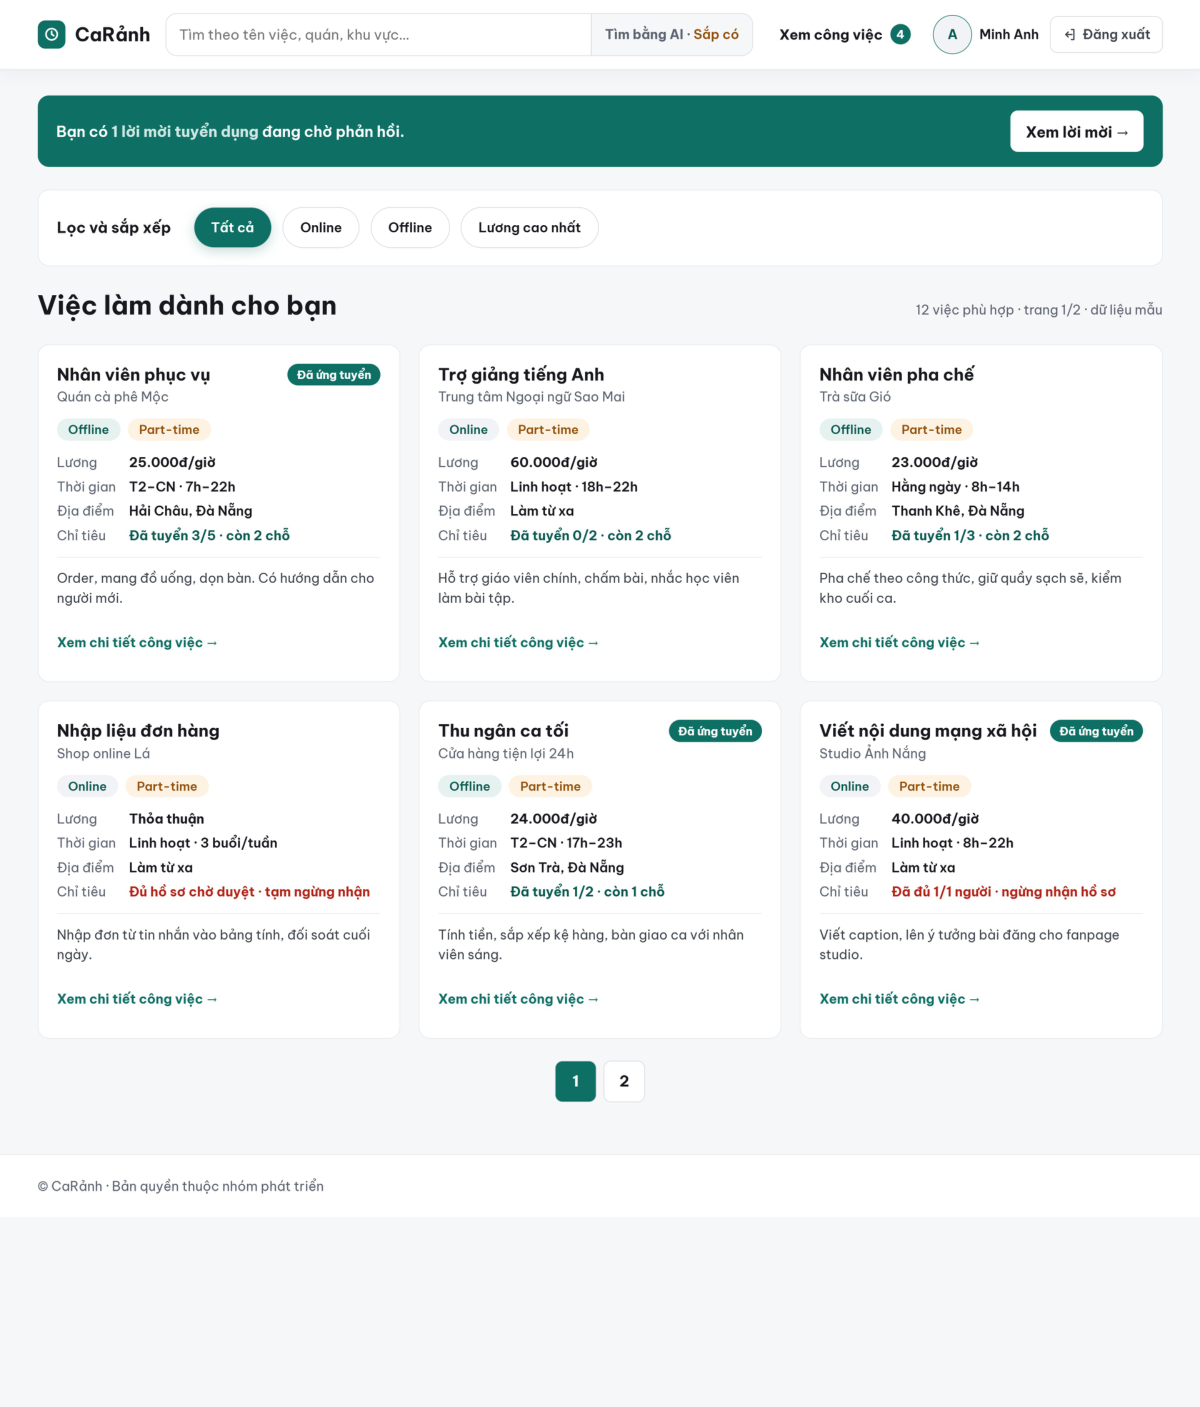 CaRảnh
Tìm theo tên việc, quán, khu vực...
Tìm bằng AI · Sắp có
Xem công việc 4
A Minh Anh
Đăng xuất
Bạn có 1 lời mời tuyển dụng đang chờ phản hồi.
Xem lời mời →
Lọc và sắp xếp
Tất cả
Online
Offline
Lương cao nhất
Việc làm dành cho bạn
12 việc phù hợp · trang 1/2 · dữ liệu mẫu
Nhân viên phục vụ
Đã ứng tuyển
Quán cà phê Mộc
Offline
Part-time
Lương 25.000đ/giờ
Thời gian T2–CN · 7h–22h
Địa điểm Hải Châu, Đà Nẵng
Chỉ tiêu Đã tuyển 3/5 · còn 2 chỗ
Order, mang đồ uống, dọn bàn. Có hướng dẫn cho
người mới.
Xem chi tiết công việc →
Trợ giảng tiếng Anh
Trung tâm Ngoại ngữ Sao Mai
Online
Part-time
Lương 60.000đ/giờ
Thời gian Linh hoạt · 18h–22h
Địa điểm Làm từ xa
Chỉ tiêu Đã tuyển 0/2 · còn 2 chỗ
Hỗ trợ giáo viên chính, chấm bài, nhắc học viên
làm bài tập.
Xem chi tiết công việc →
Nhân viên pha chế
Trà sữa Gió
Offline
Part-time
Lương 23.000đ/giờ
Thời gian Hằng ngày · 8h–14h
Địa điểm Thanh Khê, Đà Nẵng
Chỉ tiêu Đã tuyển 1/3 · còn 2 chỗ
Pha chế theo công thức, giữ quầy sạch sẽ, kiểm
kho cuối ca.
Xem chi tiết công việc →
Nhập liệu đơn hàng
Shop online Lá
Online
Part-time
Lương Thỏa thuận
Thời gian Linh hoạt · 3 buổi/tuần
Địa điểm Làm từ xa
Chỉ tiêu Đủ hồ sơ chờ duyệt · tạm ngừng nhận
Nhập đơn từ tin nhắn vào bảng tính, đối soát cuối
ngày.
Xem chi tiết công việc →
Thu ngân ca tối
Đã ứng tuyển
Cửa hàng tiện lợi 24h
Offline
Part-time
Lương 24.000đ/giờ
Thời gian T2–CN · 17h–23h
Địa điểm Sơn Trà, Đà Nẵng
Chỉ tiêu Đã tuyển 1/2 · còn 1 chỗ
Tính tiền, sắp xếp kệ hàng, bàn giao ca với nhân
viên sáng.
Xem chi tiết công việc →
Viết nội dung mạng xã hội
Đã ứng tuyển
Studio Ảnh Nắng
Online
Part-time
Lương 40.000đ/giờ
Thời gian Linh hoạt · 8h–22h
Địa điểm Làm từ xa
Chỉ tiêu Đã đủ 1/1 người · ngừng nhận hồ sơ
Viết caption, lên ý tưởng bài đăng cho fanpage
studio.
Xem chi tiết công việc →
1
2
© CaRảnh · Bản quyền thuộc nhóm phát triển